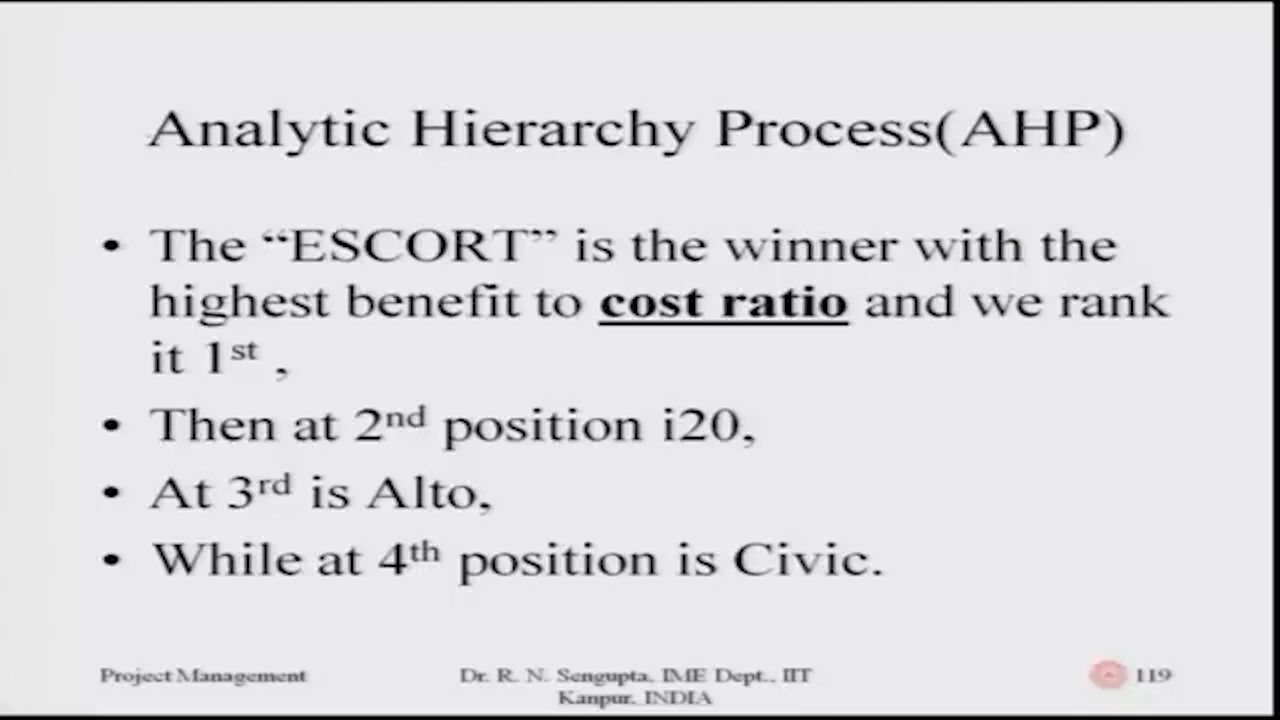 Analytic Hierarchy Process(AHP)
• The “ESCORT” is the winner with the
highest benefit to cost ratio and we rank
it 1st ,
• Then at 2nd position i20,
• At 3rd is Alto,
• While at 4th position is Civic.
Project Management
Dr. R. N. Sengupta, IME Dept., IIT
Kanpur, INDIA
119